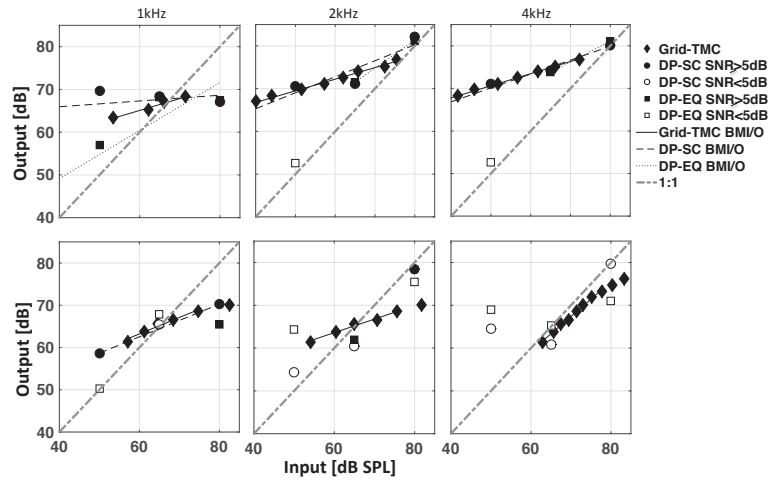 1kHz 2kHz 4kHz
80
70
60
50
40
Output [dB]
Grid-TMC
DP-SC SNR≥5dB
DP-SC SNR<5dB
DP-EQ SNR≥5dB
DP-EQ SNR<5dB
Grid-TMC BMI/O
DP-SC BMI/O
DP-EQ BMI/O
1:1
80
70
60
50
40
Output [dB]
40 60 80 40 60 80 40 60 80
Input [dB SPL]